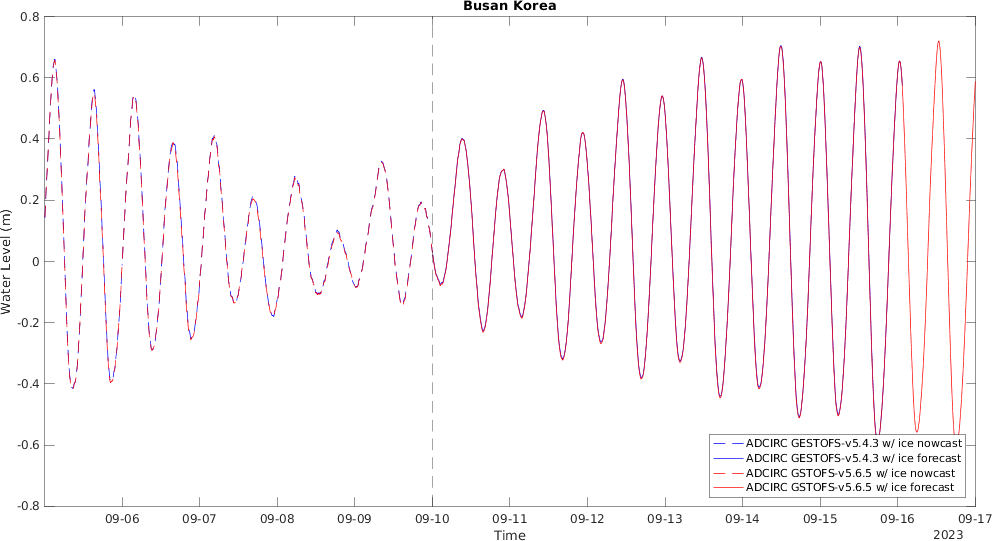 Busan Korea
0.8
0.6
0.4
0.2
0
-0.2
-0.4
-0.6
-0.8
Water Level (m)
ADCIRC GESTOFS-v5.4.3 w/ ice nowcast
ADCIRC GESTOFS-v5.4.3 w/ ice forecast
ADCIRC GSTOFS-v5.6.5 w/ ice nowcast
ADCIRC GSTOFS-v5.6.5 w/ ice forecast
09-06 09-07 09-08 09-09 09-10 09-11 09-12 09-13 09-14 09-15 09-16 09-17
Time
2023